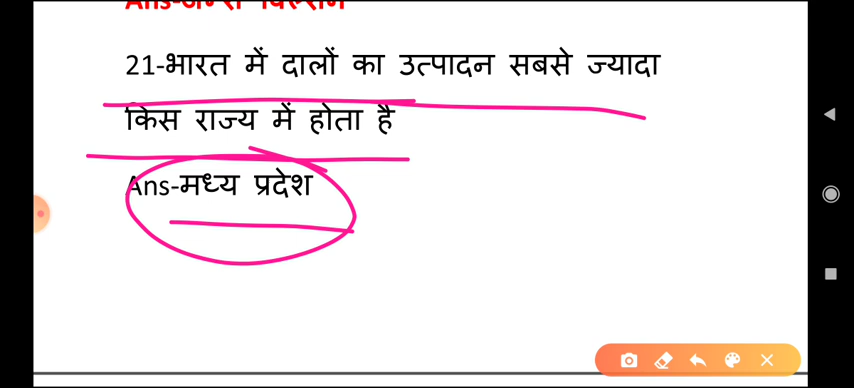 21-भारत में दालों का उत्पादन सबसे ज्यादा
किस राज्य में होता है
Ans-मध्य प्रदेश